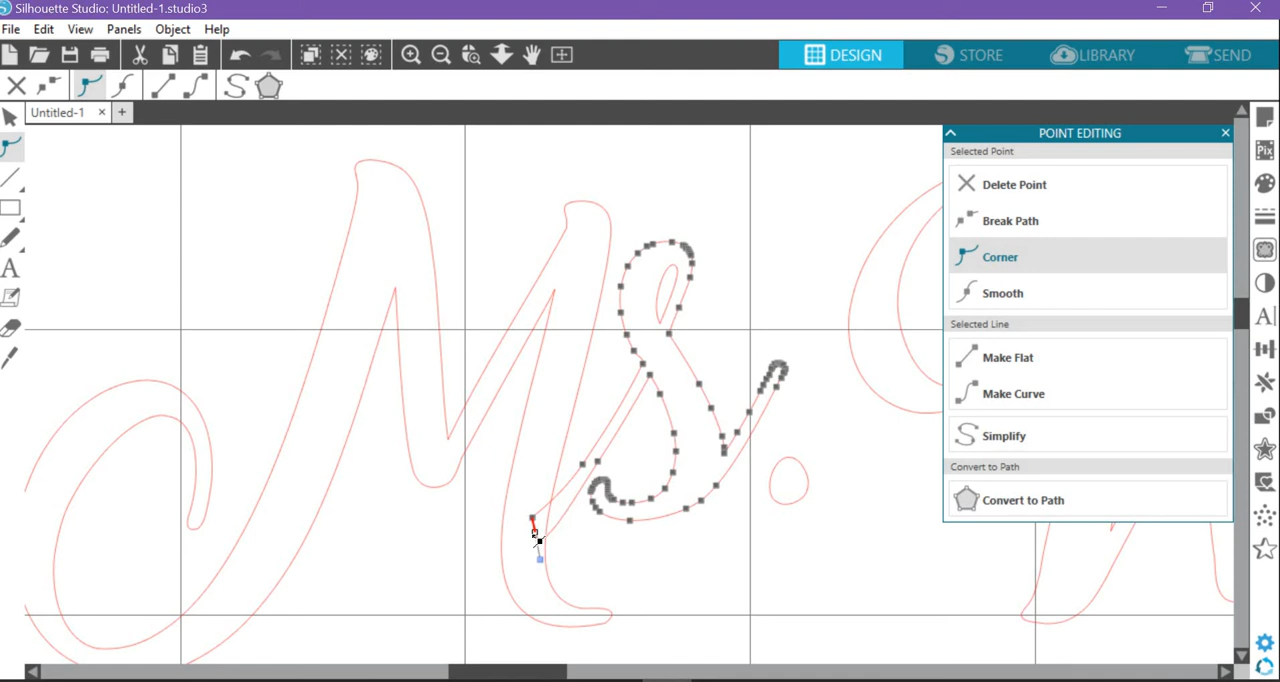 Silhouette Studio: Untitled-1.studio3
File Edit View Panels Object Help
DESIGN STORE LIBRARY SEND
Untitled-1
POINT EDITING
Selected Point
Delete Point
Break Path
Corner
Smooth
Selected Line
Make Flat
Make Curve
Simplify
Convert to Path
Convert to Path
A
Pix
A
Ms.